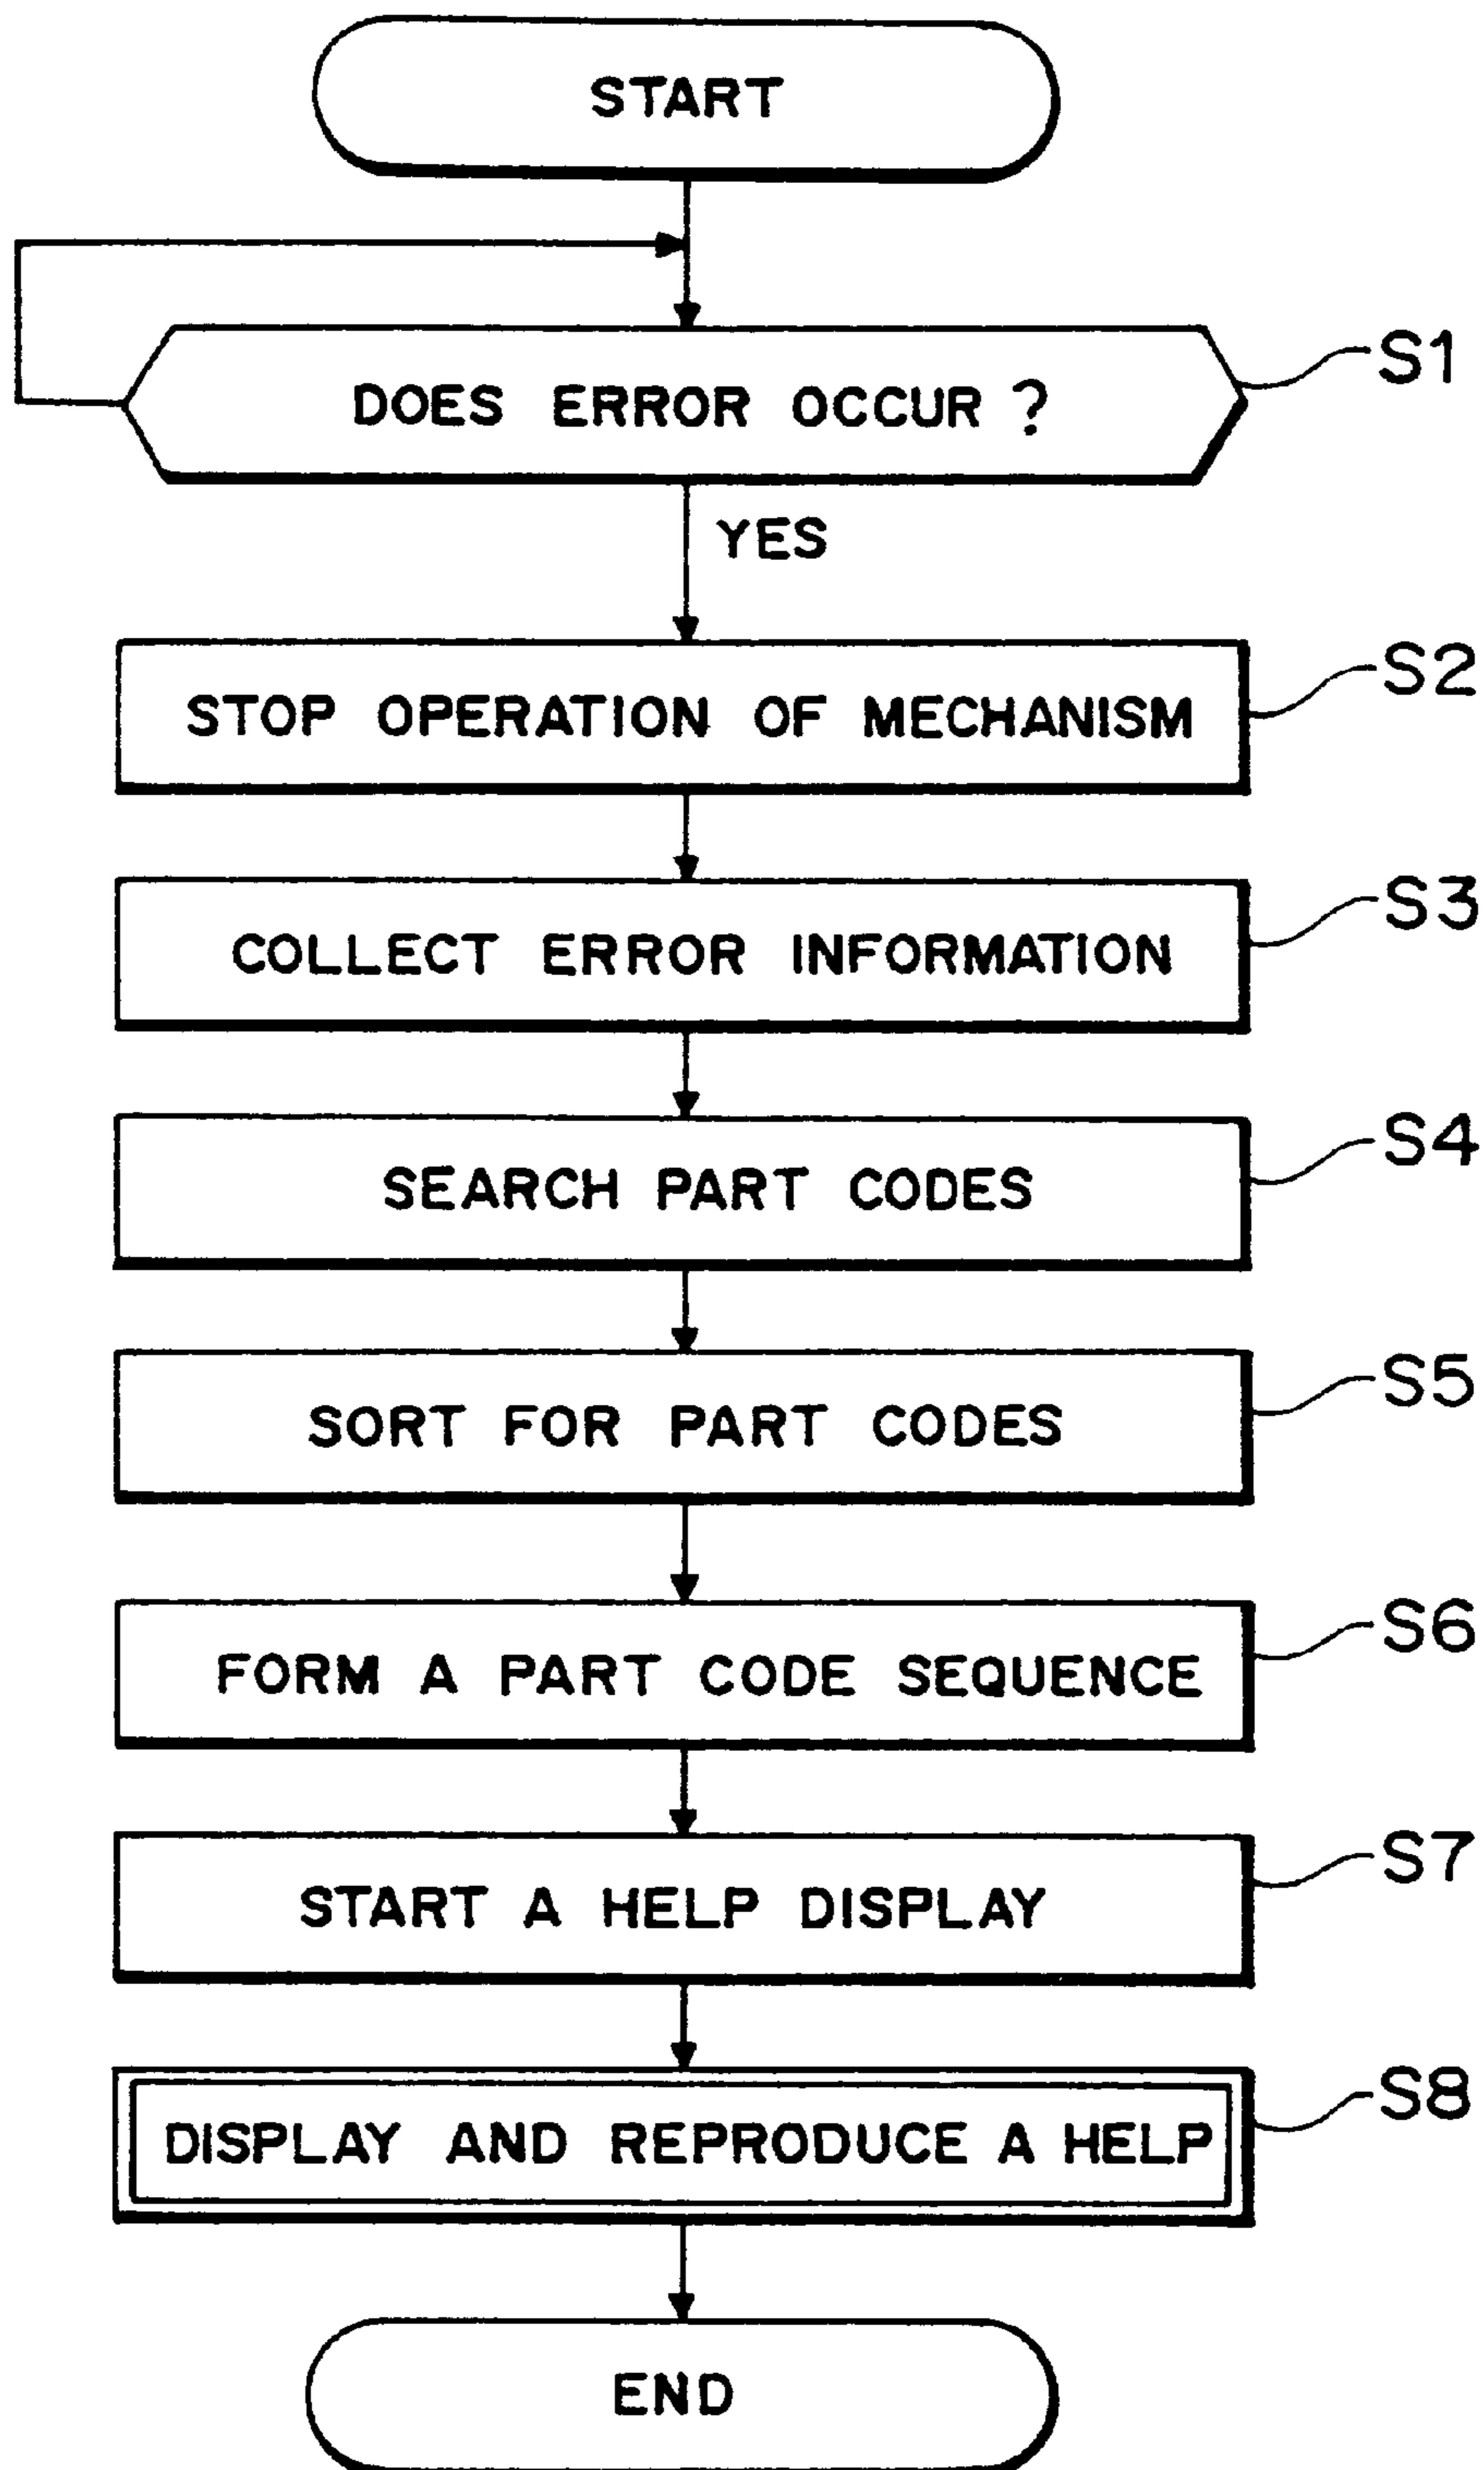 START
DOES ERROR OCCUR ?
S1
YES
STOP OPERATION OF MECHANISM
S2
COLLECT ERROR INFORMATION
S3
SEARCH PART CODES
S4
SORT FOR PART CODES
S5
FORM A PART CODE SEQUENCE
S6
START A HELP DISPLAY
S7
DISPLAY AND REPRODUCE A HELP
S8
END